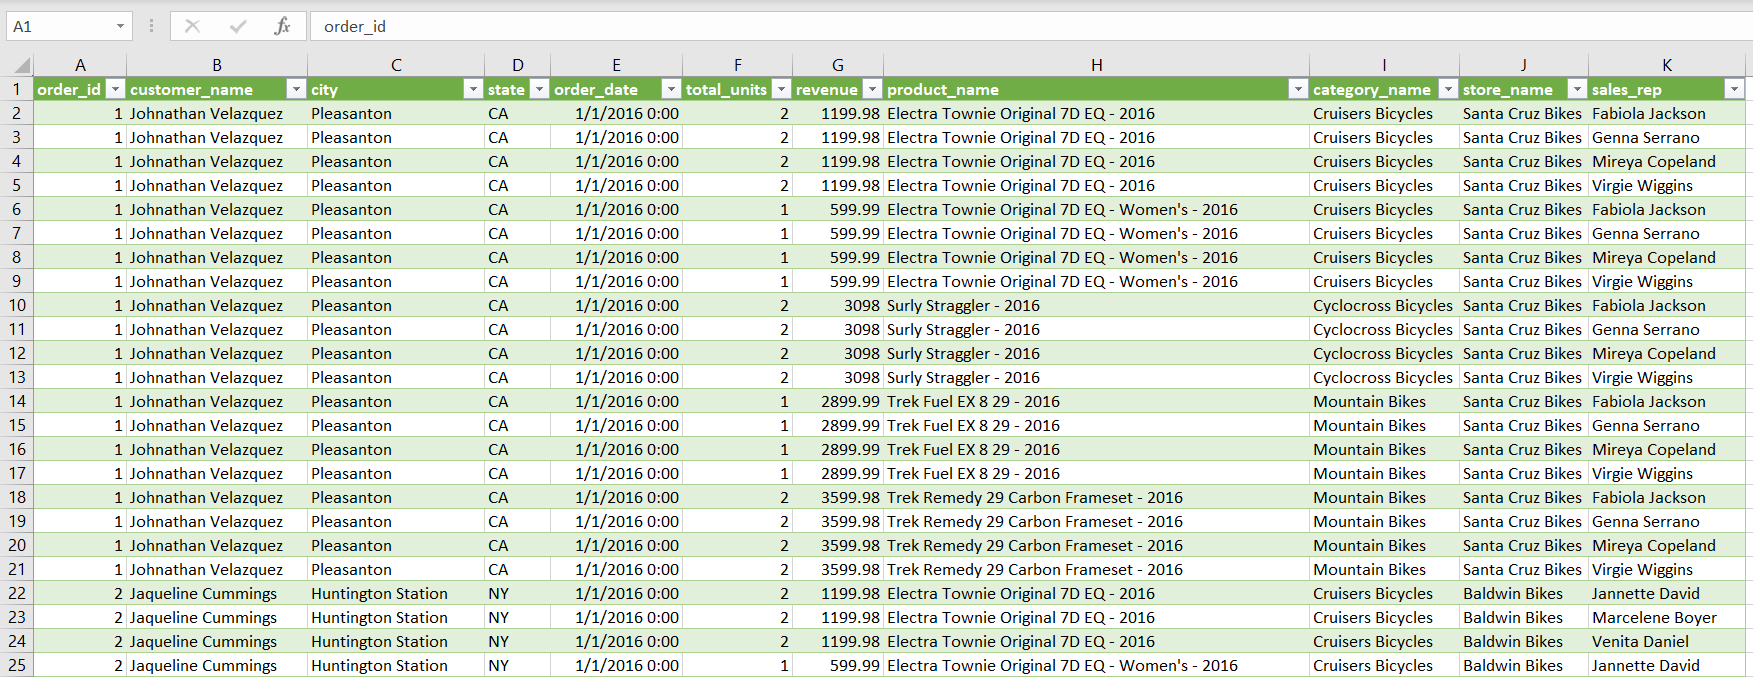 A1 fx order_id
A B C D E F G H I J K
1 order_id customer_name city state order_date total_units revenue product_name category_name store_name sales_rep
2 1 Johnathan Velazquez Pleasanton CA 1/1/2016 0:00 2 1199.98 Electra Townie Original 7D EQ - 2016 Cruisers Bicycles Santa Cruz Bikes Fabiola Jackson
3 1 Johnathan Velazquez Pleasanton CA 1/1/2016 0:00 2 1199.98 Electra Townie Original 7D EQ - 2016 Cruisers Bicycles Santa Cruz Bikes Genna Serrano
4 1 Johnathan Velazquez Pleasanton CA 1/1/2016 0:00 2 1199.98 Electra Townie Original 7D EQ - 2016 Cruisers Bicycles Santa Cruz Bikes Mireya Copeland
5 1 Johnathan Velazquez Pleasanton CA 1/1/2016 0:00 2 1199.98 Electra Townie Original 7D EQ - 2016 Cruisers Bicycles Santa Cruz Bikes Virgie Wiggins
6 1 Johnathan Velazquez Pleasanton CA 1/1/2016 0:00 1 599.99 Electra Townie Original 7D EQ - Women's - 2016 Cruisers Bicycles Santa Cruz Bikes Fabiola Jackson
7 1 Johnathan Velazquez Pleasanton CA 1/1/2016 0:00 1 599.99 Electra Townie Original 7D EQ - Women's - 2016 Cruisers Bicycles Santa Cruz Bikes Genna Serrano
8 1 Johnathan Velazquez Pleasanton CA 1/1/2016 0:00 1 599.99 Electra Townie Original 7D EQ - Women's - 2016 Cruisers Bicycles Santa Cruz Bikes Mireya Copeland
9 1 Johnathan Velazquez Pleasanton CA 1/1/2016 0:00 1 599.99 Electra Townie Original 7D EQ - Women's - 2016 Cruisers Bicycles Santa Cruz Bikes Virgie Wiggins
10 1 Johnathan Velazquez Pleasanton CA 1/1/2016 0:00 2 3098 Surly Straggler - 2016 Cyclocross Bicycles Santa Cruz Bikes Fabiola Jackson
11 1 Johnathan Velazquez Pleasanton CA 1/1/2016 0:00 2 3098 Surly Straggler - 2016 Cyclocross Bicycles Santa Cruz Bikes Genna Serrano
12 1 Johnathan Velazquez Pleasanton CA 1/1/2016 0:00 2 3098 Surly Straggler - 2016 Cyclocross Bicycles Santa Cruz Bikes Mireya Copeland
13 1 Johnathan Velazquez Pleasanton CA 1/1/2016 0:00 2 3098 Surly Straggler - 2016 Cyclocross Bicycles Santa Cruz Bikes Virgie Wiggins
14 1 Johnathan Velazquez Pleasanton CA 1/1/2016 0:00 1 2899.99 Trek Fuel EX 8 29 - 2016 Mountain Bikes Santa Cruz Bikes Fabiola Jackson
15 1 Johnathan Velazquez Pleasanton CA 1/1/2016 0:00 1 2899.99 Trek Fuel EX 8 29 - 2016 Mountain Bikes Santa Cruz Bikes Genna Serrano
16 1 Johnathan Velazquez Pleasanton CA 1/1/2016 0:00 1 2899.99 Trek Fuel EX 8 29 - 2016 Mountain Bikes Santa Cruz Bikes Mireya Copeland
17 1 Johnathan Velazquez Pleasanton CA 1/1/2016 0:00 1 2899.99 Trek Fuel EX 8 29 - 2016 Mountain Bikes Santa Cruz Bikes Virgie Wiggins
18 1 Johnathan Velazquez Pleasanton CA 1/1/2016 0:00 2 3599.98 Trek Remedy 29 Carbon Frameset - 2016 Mountain Bikes Santa Cruz Bikes Fabiola Jackson
19 1 Johnathan Velazquez Pleasanton CA 1/1/2016 0:00 2 3599.98 Trek Remedy 29 Carbon Frameset - 2016 Mountain Bikes Santa Cruz Bikes Genna Serrano
20 1 Johnathan Velazquez Pleasanton CA 1/1/2016 0:00 2 3599.98 Trek Remedy 29 Carbon Frameset - 2016 Mountain Bikes Santa Cruz Bikes Mireya Copeland
21 1 Johnathan Velazquez Pleasanton CA 1/1/2016 0:00 2 3599.98 Trek Remedy 29 Carbon Frameset - 2016 Mountain Bikes Santa Cruz Bikes Virgie Wiggins
22 2 Jaqueline Cummings Huntington Station NY 1/1/2016 0:00 2 1199.98 Electra Townie Original 7D EQ - 2016 Cruisers Bicycles Baldwin Bikes Jannette David
23 2 Jaqueline Cummings Huntington Station NY 1/1/2016 0:00 2 1199.98 Electra Townie Original 7D EQ - 2016 Cruisers Bicycles Baldwin Bikes Marcelene Boyer
24 2 Jaqueline Cummings Huntington Station NY 1/1/2016 0:00 2 1199.98 Electra Townie Original 7D EQ - 2016 Cruisers Bicycles Baldwin Bikes Venita Daniel
25 2 Jaqueline Cummings Huntington Station NY 1/1/2016 0:00 1 599.99 Electra Townie Original 7D EQ - Women's - 2016 Cruisers Bicycles Baldwin Bikes Jannette David